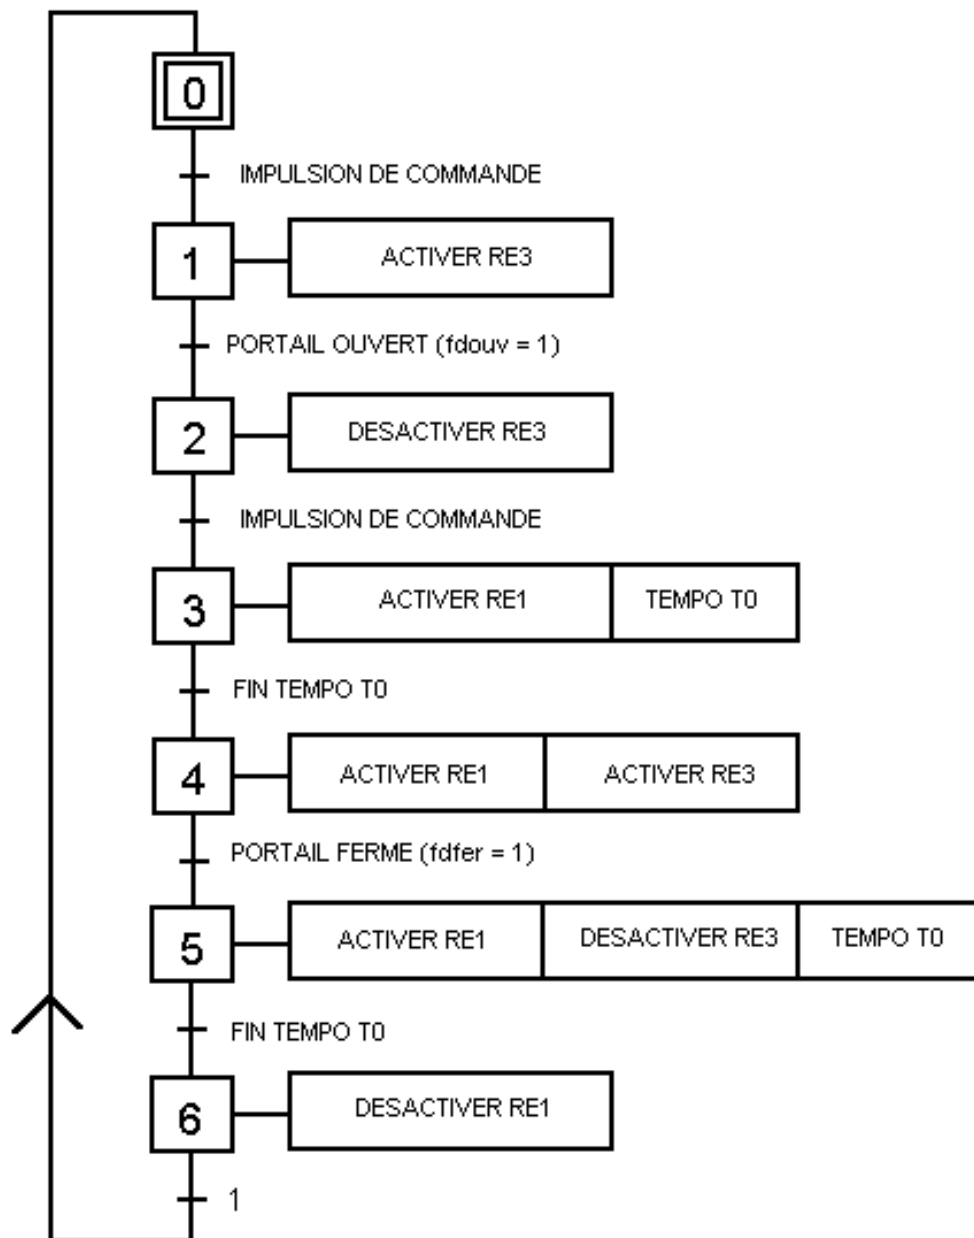 0
IMPULSION DE COMMANDE
1
ACTIVER RE3
PORTAIL OUVERT (fdouv = 1)
2
DESACTIVER RE3
IMPULSION DE COMMANDE
3
ACTIVER RE1
TEMPO T0
FIN TEMPO T0
4
ACTIVER RE1
ACTIVER RE3
PORTAIL FERME (fdfer = 1)
5
ACTIVER RE1
DESACTIVER RE3
TEMPO T0
FIN TEMPO T0
6
DESACTIVER RE1
1